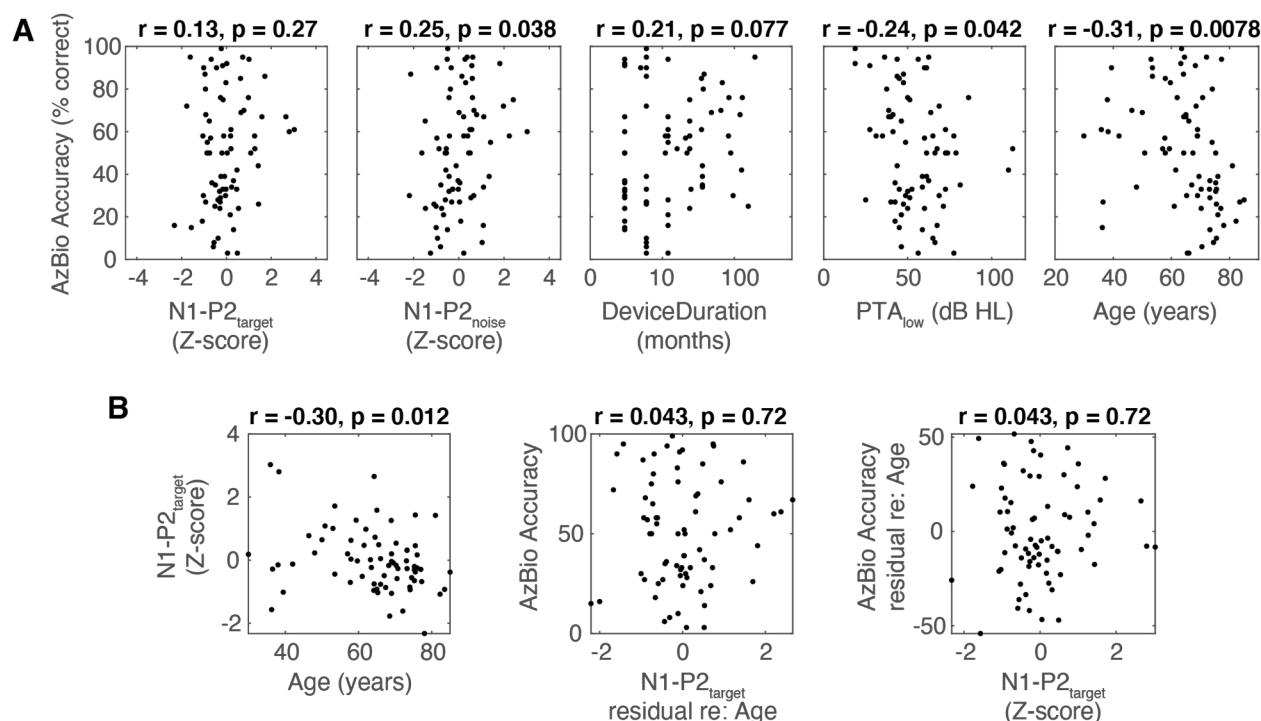 A
r = 0.13, p = 0.27
r = 0.25, p = 0.038
r = 0.21, p = 0.077
r = -0.24, p = 0.042
r = -0.31, p = 0.0078
AzBio Accuracy (% correct)
100
80
60
40
20
0
-4 -2 0 2 4
-4 -2 0 2 4
0 10 100
0 50 100
20 40 60 80
N1-P2target
(Z-score)
N1-P2noise
(Z-score)
DeviceDuration
(months)
PTAlow (dB HL)
Age (years)
B
r = -0.30, p = 0.012
r = 0.043, p = 0.72
r = 0.043, p = 0.72
N1-P2target
(Z-score)
4
2
0
-2
40 60 80
Age (years)
AzBio Accuracy
100
50
0
-2 0 2
N1-P2target
residual re: Age
AzBio Accuracy
residual re: Age
50
0
-50
-2 0 2
N1-P2target
(Z-score)